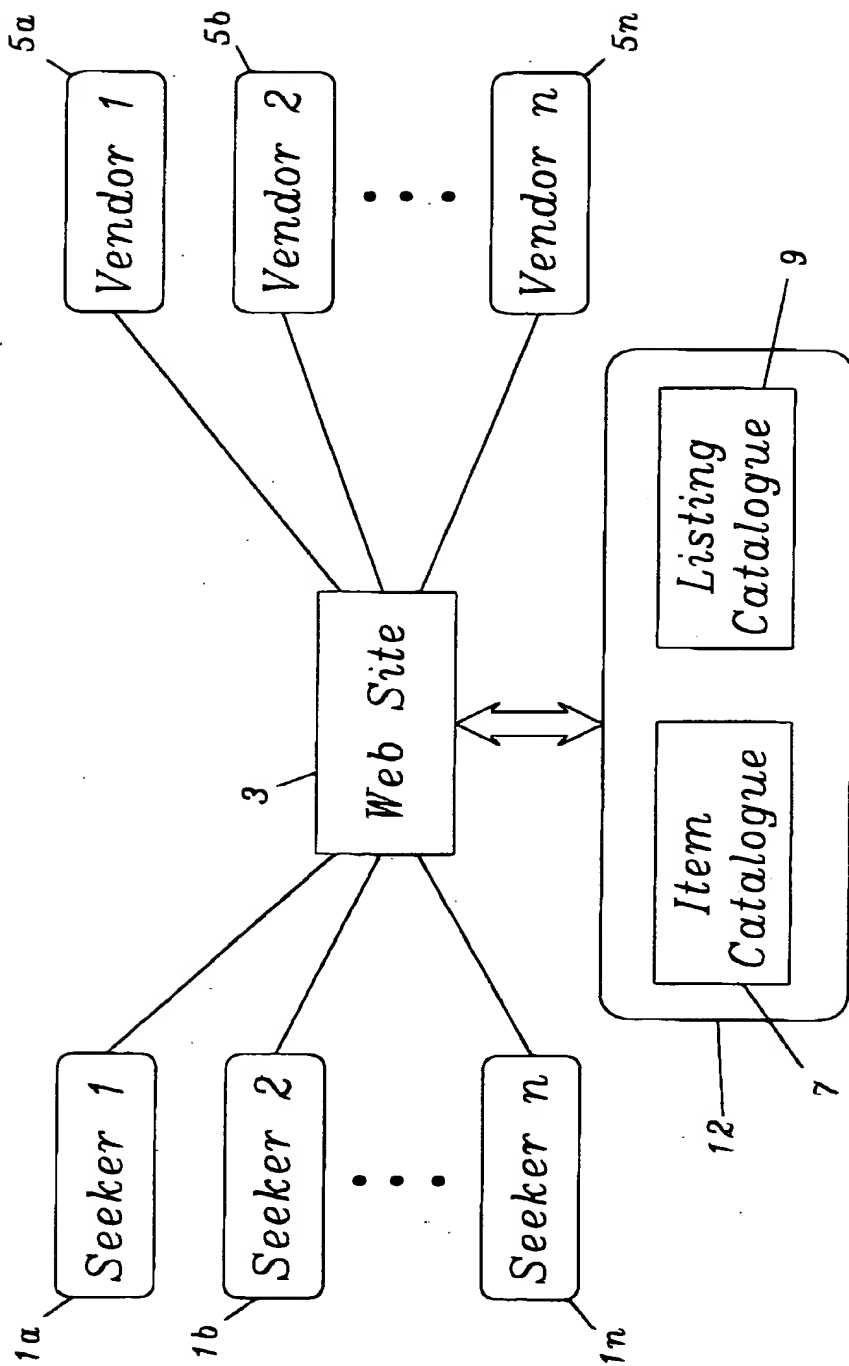 1a
Seeker 1
1b
Seeker 2
1n
Seeker n
3
Web Site
5a
Vendor 1
5b
Vendor 2
5n
Vendor n
12
7
Item
Catalogue
Listing
Catalogue
9